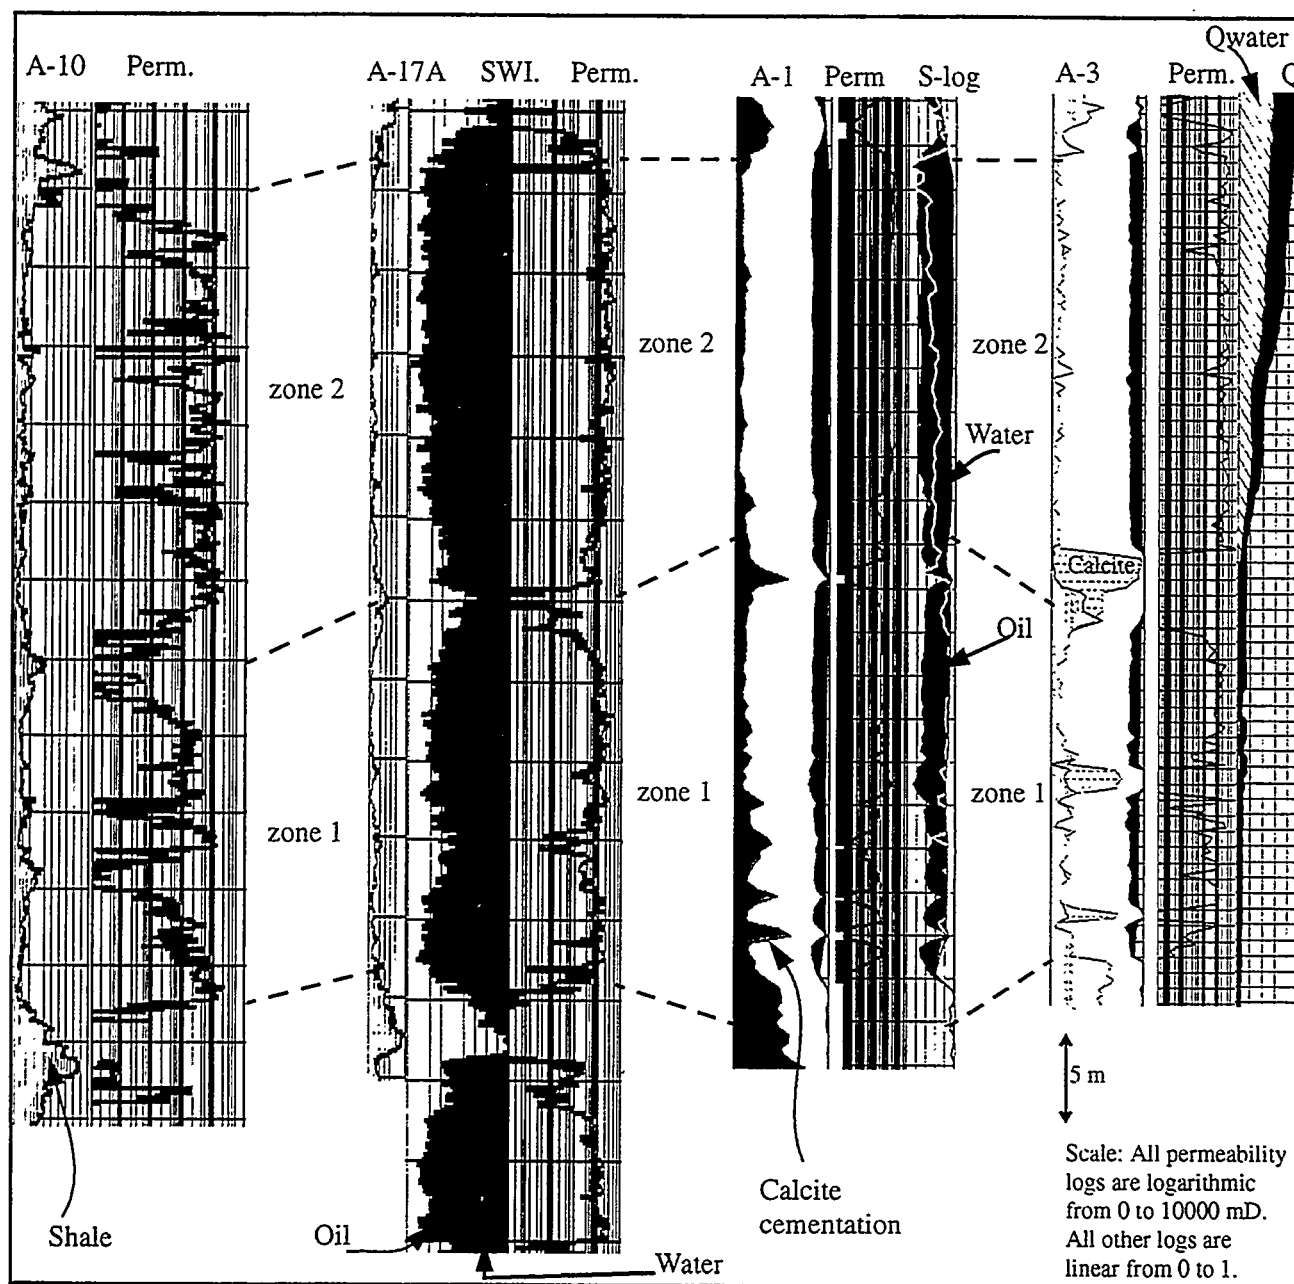 Qwater
A-10 Perm. A-17A SWI. Perm. A-1 Perm S-log A-3 Perm. Q
zone 2 zone 2 zone 2
Water
Calcite
Oil
zone 1 zone 1 zone 1
5 m
Shale
Oil
Water
Calcite
cementation
Scale: All permeability
logs are logarithmic
from 0 to 10000 mD.
All other logs are
linear from 0 to 1.